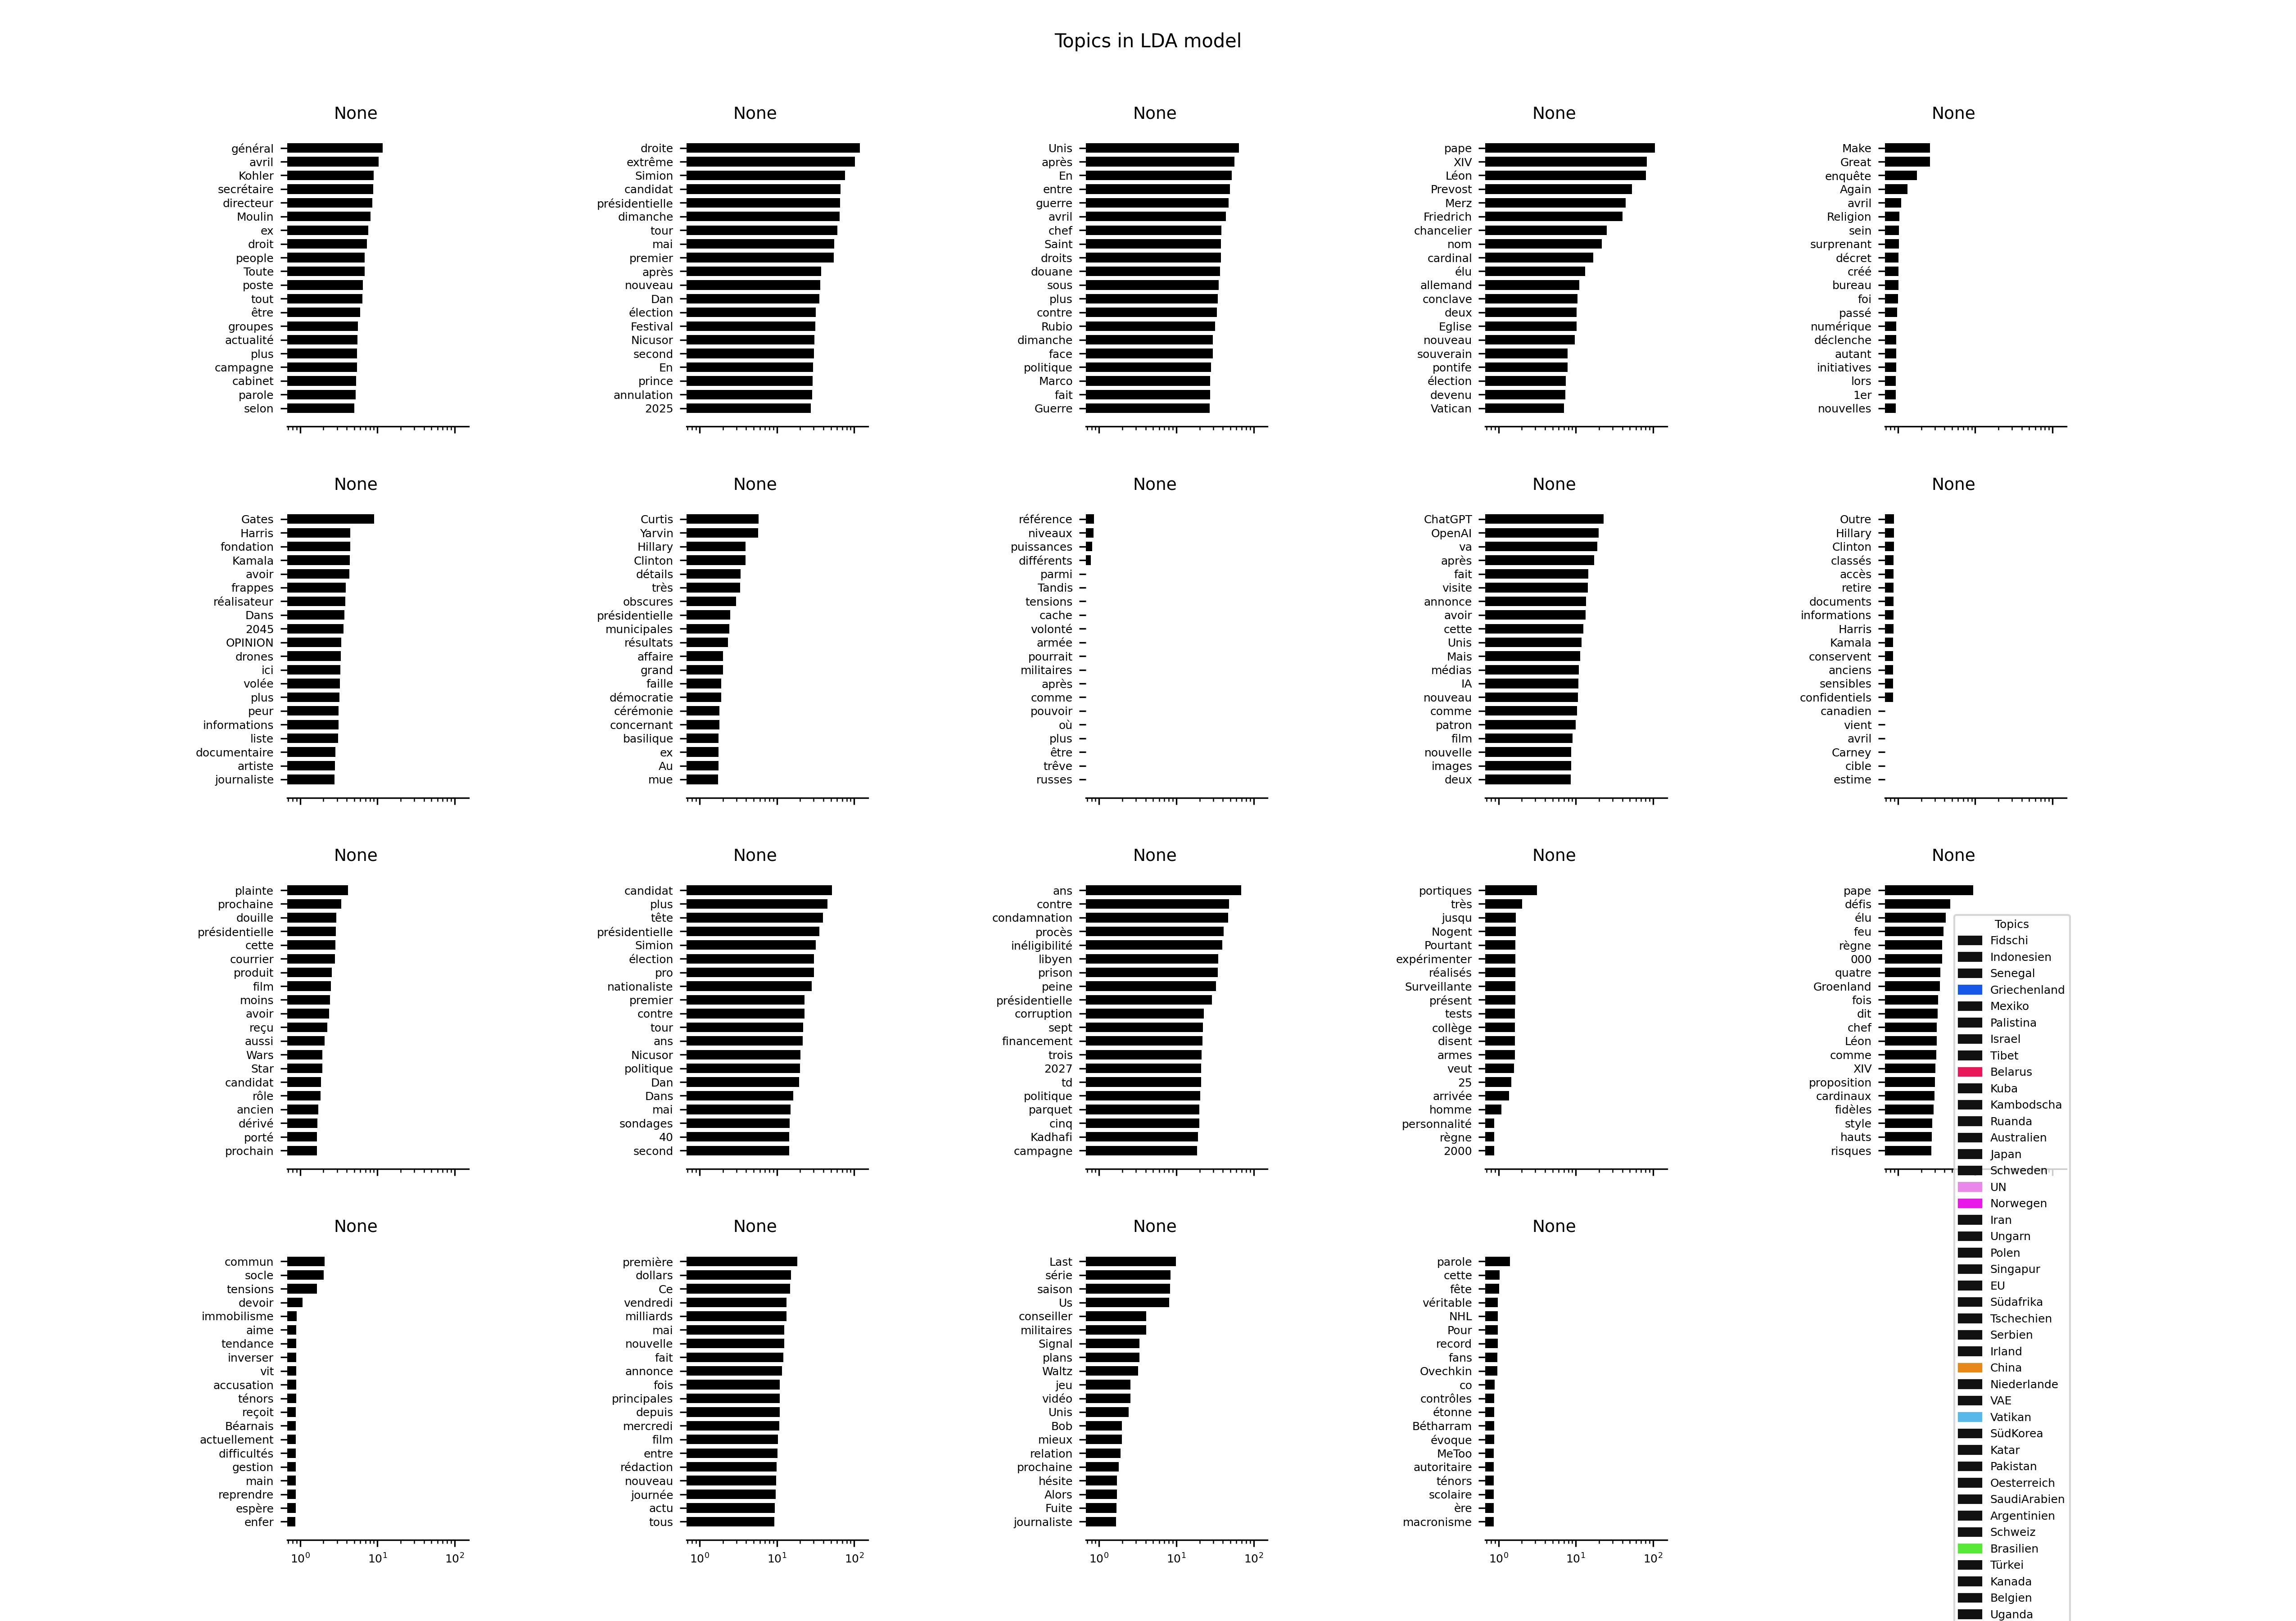 Topics in LDA model
None
général
avril
Kohler
secrétaire
directeur
Moulin
ex
droit
people
Toute
poste
tout
être
groupes
actualité
plus
campagne
cabinet
parole
selon
None
droite
extrême
Simion
candidat
présidentielle
dimanche
tour
mai
premier
après
nouveau
Dan
élection
Festival
Nicusor
second
En
prince
annulation
2025
None
Unis
après
En
entre
guerre
avril
chef
Saint
droits
douane
sous
plus
contre
Rubio
dimanche
face
politique
Marco
fait
Guerre
None
pape
XIV
Léon
Prevost
Merz
Friedrich
chancelier
nom
cardinal
élu
allemand
conclave
deux
Eglise
nouveau
souverain
pontife
élection
devenu
Vatican
None
Make
Great
enquête
Again
avril
Religion
sein
surprenant
décret
créé
bureau
foi
passé
numérique
déclenche
autant
initiatives
lors
1er
nouvelles
None
Gates
Harris
fondation
Kamala
avoir
frappes
réalisateur
Dans
2045
OPINION
drones
ici
volée
plus
peur
informations
liste
documentaire
artiste
journaliste
None
Curtis
Yarvin
Hillary
Clinton
détails
très
obscures
présidentielle
municipales
résultats
affaire
grand
faille
démocratie
cérémonie
concernant
basilique
ex
Au
mue
None
référence
niveaux
puissances
différents
parmi
Tandis
tensions
cache
volonté
armée
pourrait
militaires
après
comme
pouvoir
où
plus
être
trêve
russes
None
ChatGPT
OpenAI
va
après
fait
visite
annonce
avoir
cette
Unis
Mais
médias
IA
nouveau
comme
patron
film
nouvelle
images
deux
None
Outre
Hillary
Clinton
classés
accès
retire
documents
informations
Harris
Kamala
conservent
anciens
sensibles
confidentiels
canadien
vient
avril
Carney
cible
estime
None
plainte
prochaine
douille
présidentielle
cette
courrier
produit
film
moins
avoir
reçu
aussi
Wars
Star
candidat
rôle
ancien
dérivé
porté
prochain
None
candidat
plus
tête
présidentielle
Simion
élection
pro
nationaliste
premier
contre
tour
ans
Nicusor
politique
Dan
Dans
mai
sondages
40
second
None
ans
contre
condamnation
procès
inéligibilité
libyen
prison
peine
présidentielle
corruption
sept
financement
trois
2027
td
politique
parquet
cinq
Kadhafi
campagne
None
portiques
très
jusqu
Nogent
Pourtant
expérimenter
réalisés
Surveillante
présent
tests
collège
disent
armes
veut
25
arrivée
homme
personnalité
règne
2000
None
pape
défis
élu
feu
règne
000
quatre
Groenland
fois
dit
chef
Léon
comme
XIV
proposition
cardinaux
fidèles
style
hauts
risques
None
commun
socle
tensions
devoir
immobilisme
aime
tendance
inverser
vit
accusation
ténors
reçoit
Béarnais
actuellement
difficultés
gestion
main
reprendre
espère
enfer
10⁰ 10¹ 10²
None
première
dollars
Ce
vendredi
milliards
mai
nouvelle
fait
annonce
fois
principales
depuis
mercredi
film
entre
rédaction
nouveau
journée
actu
tous
10⁰ 10¹ 10²
None
Last
série
saison
Us
conseiller
militaires
Signal
plans
Waltz
jeu
vidéo
Unis
Bob
mieux
relation
prochaine
hésite
Alors
Fuite
journaliste
10⁰ 10¹ 10²
None
parole
cette
fête
véritable
NHL
Pour
record
fans
Ovechkin
co
contrôles
étonne
Bétharram
évoque
MeToo
autoritaire
ténors
scolaire
ère
macronisme
10⁰ 10¹ 10²
Topics
Fidschi
Indonesien
Senegal
Griechenland
Mexiko
Palistina
Israel
Tibet
Belarus
Kuba
Kambodscha
Ruanda
Australien
Japan
Schweden
UN
Norwegen
Iran
Ungarn
Polen
Singapur
EU
Südafrika
Tschechien
Serbien
Irland
China
Niederlande
VAE
Vatikan
SüdKorea
Katar
Pakistan
Oesterreich
SaudiArabien
Argentinien
Schweiz
Brasilien
Türkei
Kanada
Belgien
Uganda